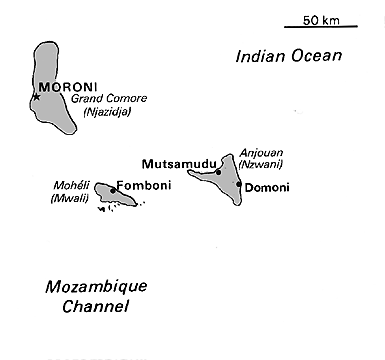 50 km
Indian Ocean
MORONI
Grand Comore
(Njazidja)
Anjouan
(Nzwani)
Mutsamudu
Domoni
Mohéli
(Mwali)
Fomboni
Mozambique
Channel